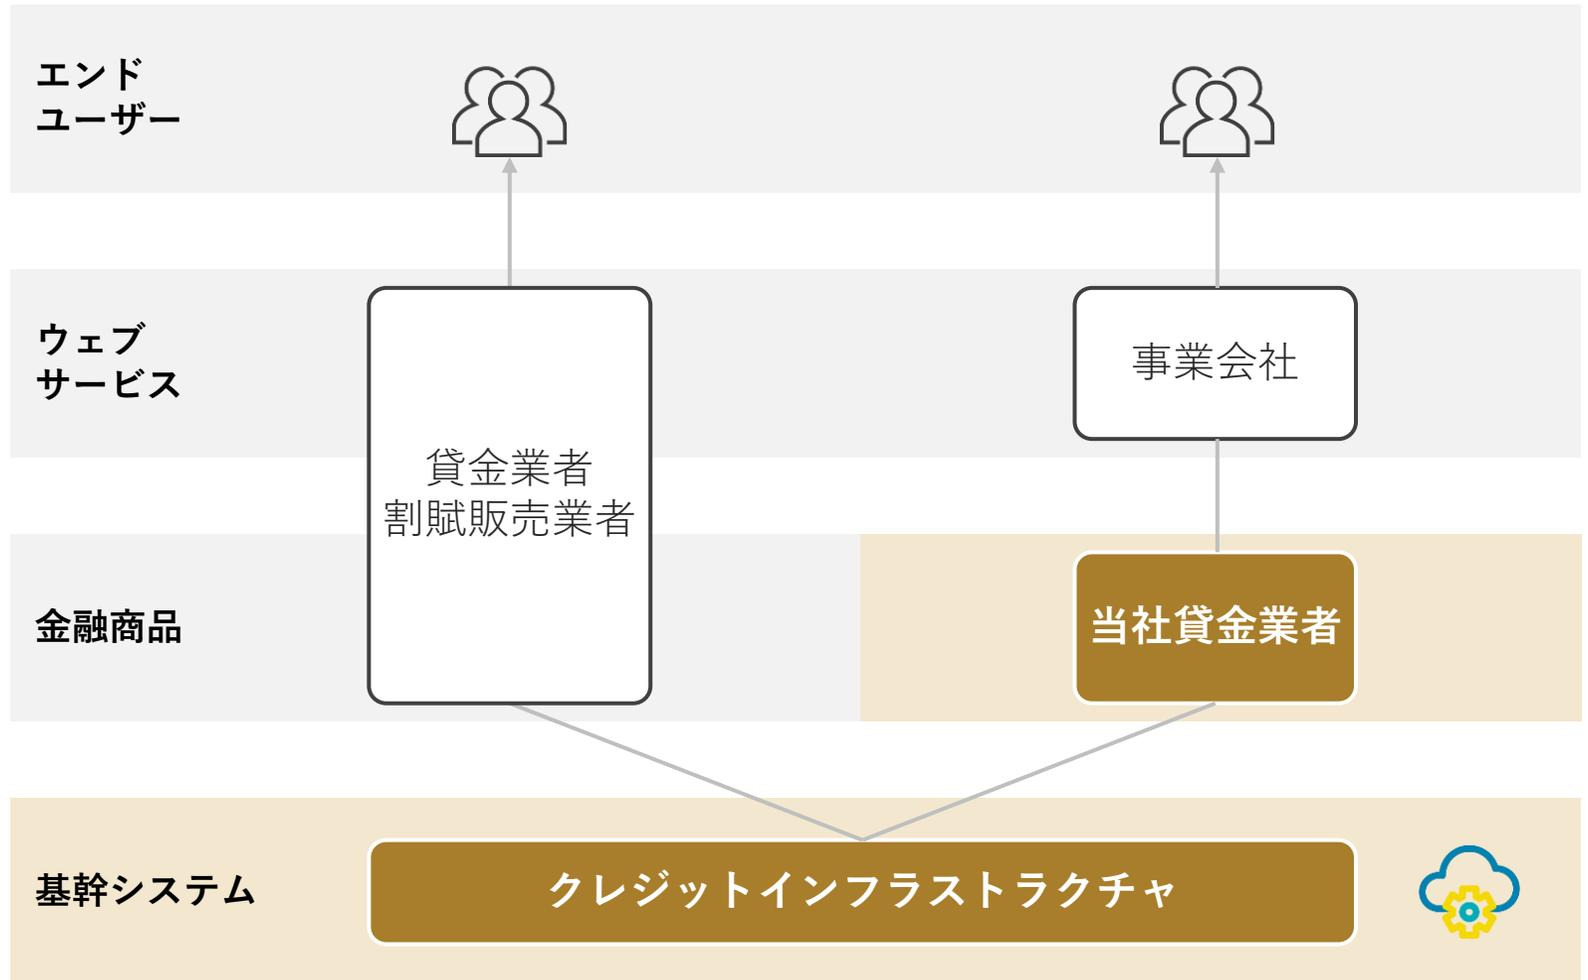 エンド
ユーザー
ウェブ
サービス
事業会社
貸金業者
割賦販売業者
金融商品
当社貸金業者
基幹システム
クレジットインフラストラクチャ